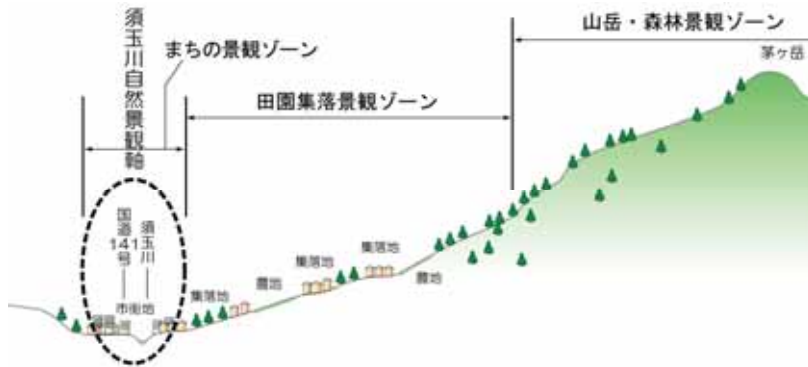 須玉川自然景観軸
まちの景観ゾーン
田園集落景観ゾーン
山岳・森林景観ゾーン
茅ヶ岳
国道141号
須玉川
市街地
集落地
農地
集落地
集落地
農地